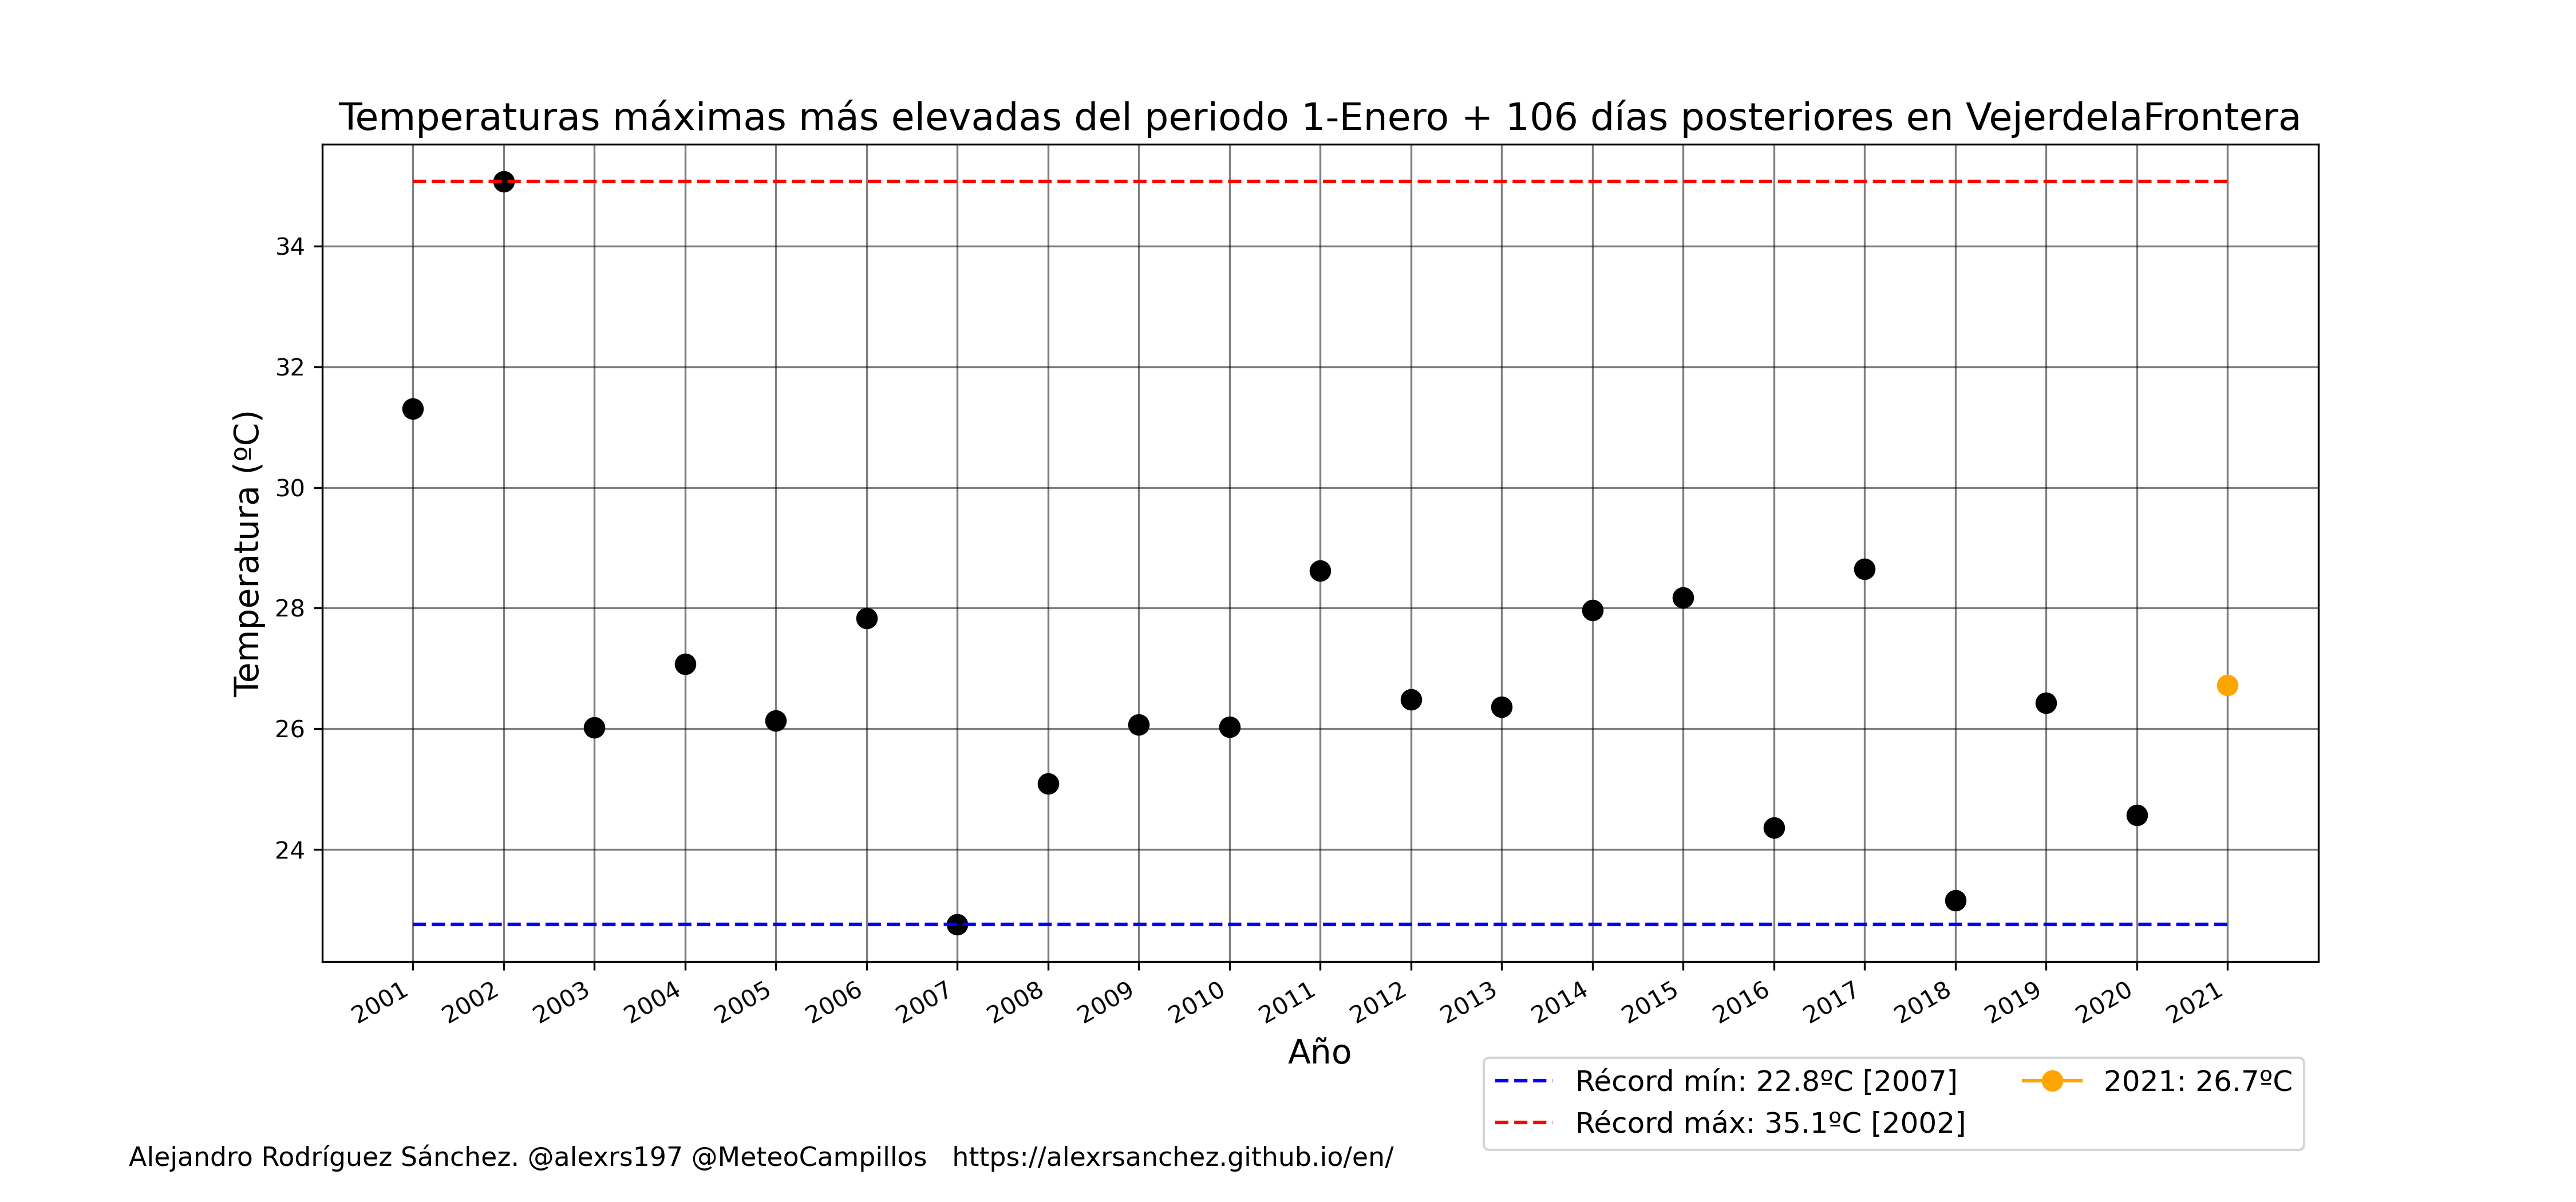 Temperaturas máximas más elevadas del periodo 1-Enero + 106 días posteriores en VejerdelaFrontera
Temperatura (ºC)
34
32
30
28
26
24
2001 2002 2003 2004 2005 2006 2007 2008 2009 2010 2011 2012 2013 2014 2015 2016 2017 2018 2019 2020 2021
Año
Récord mín: 22.8ºC [2007]
Récord máx: 35.1ºC [2002]
2021: 26.7ºC
Alejandro Rodríguez Sánchez. @alexrs197 @MeteoCampillos https://alexrsanchez.github.io/en/